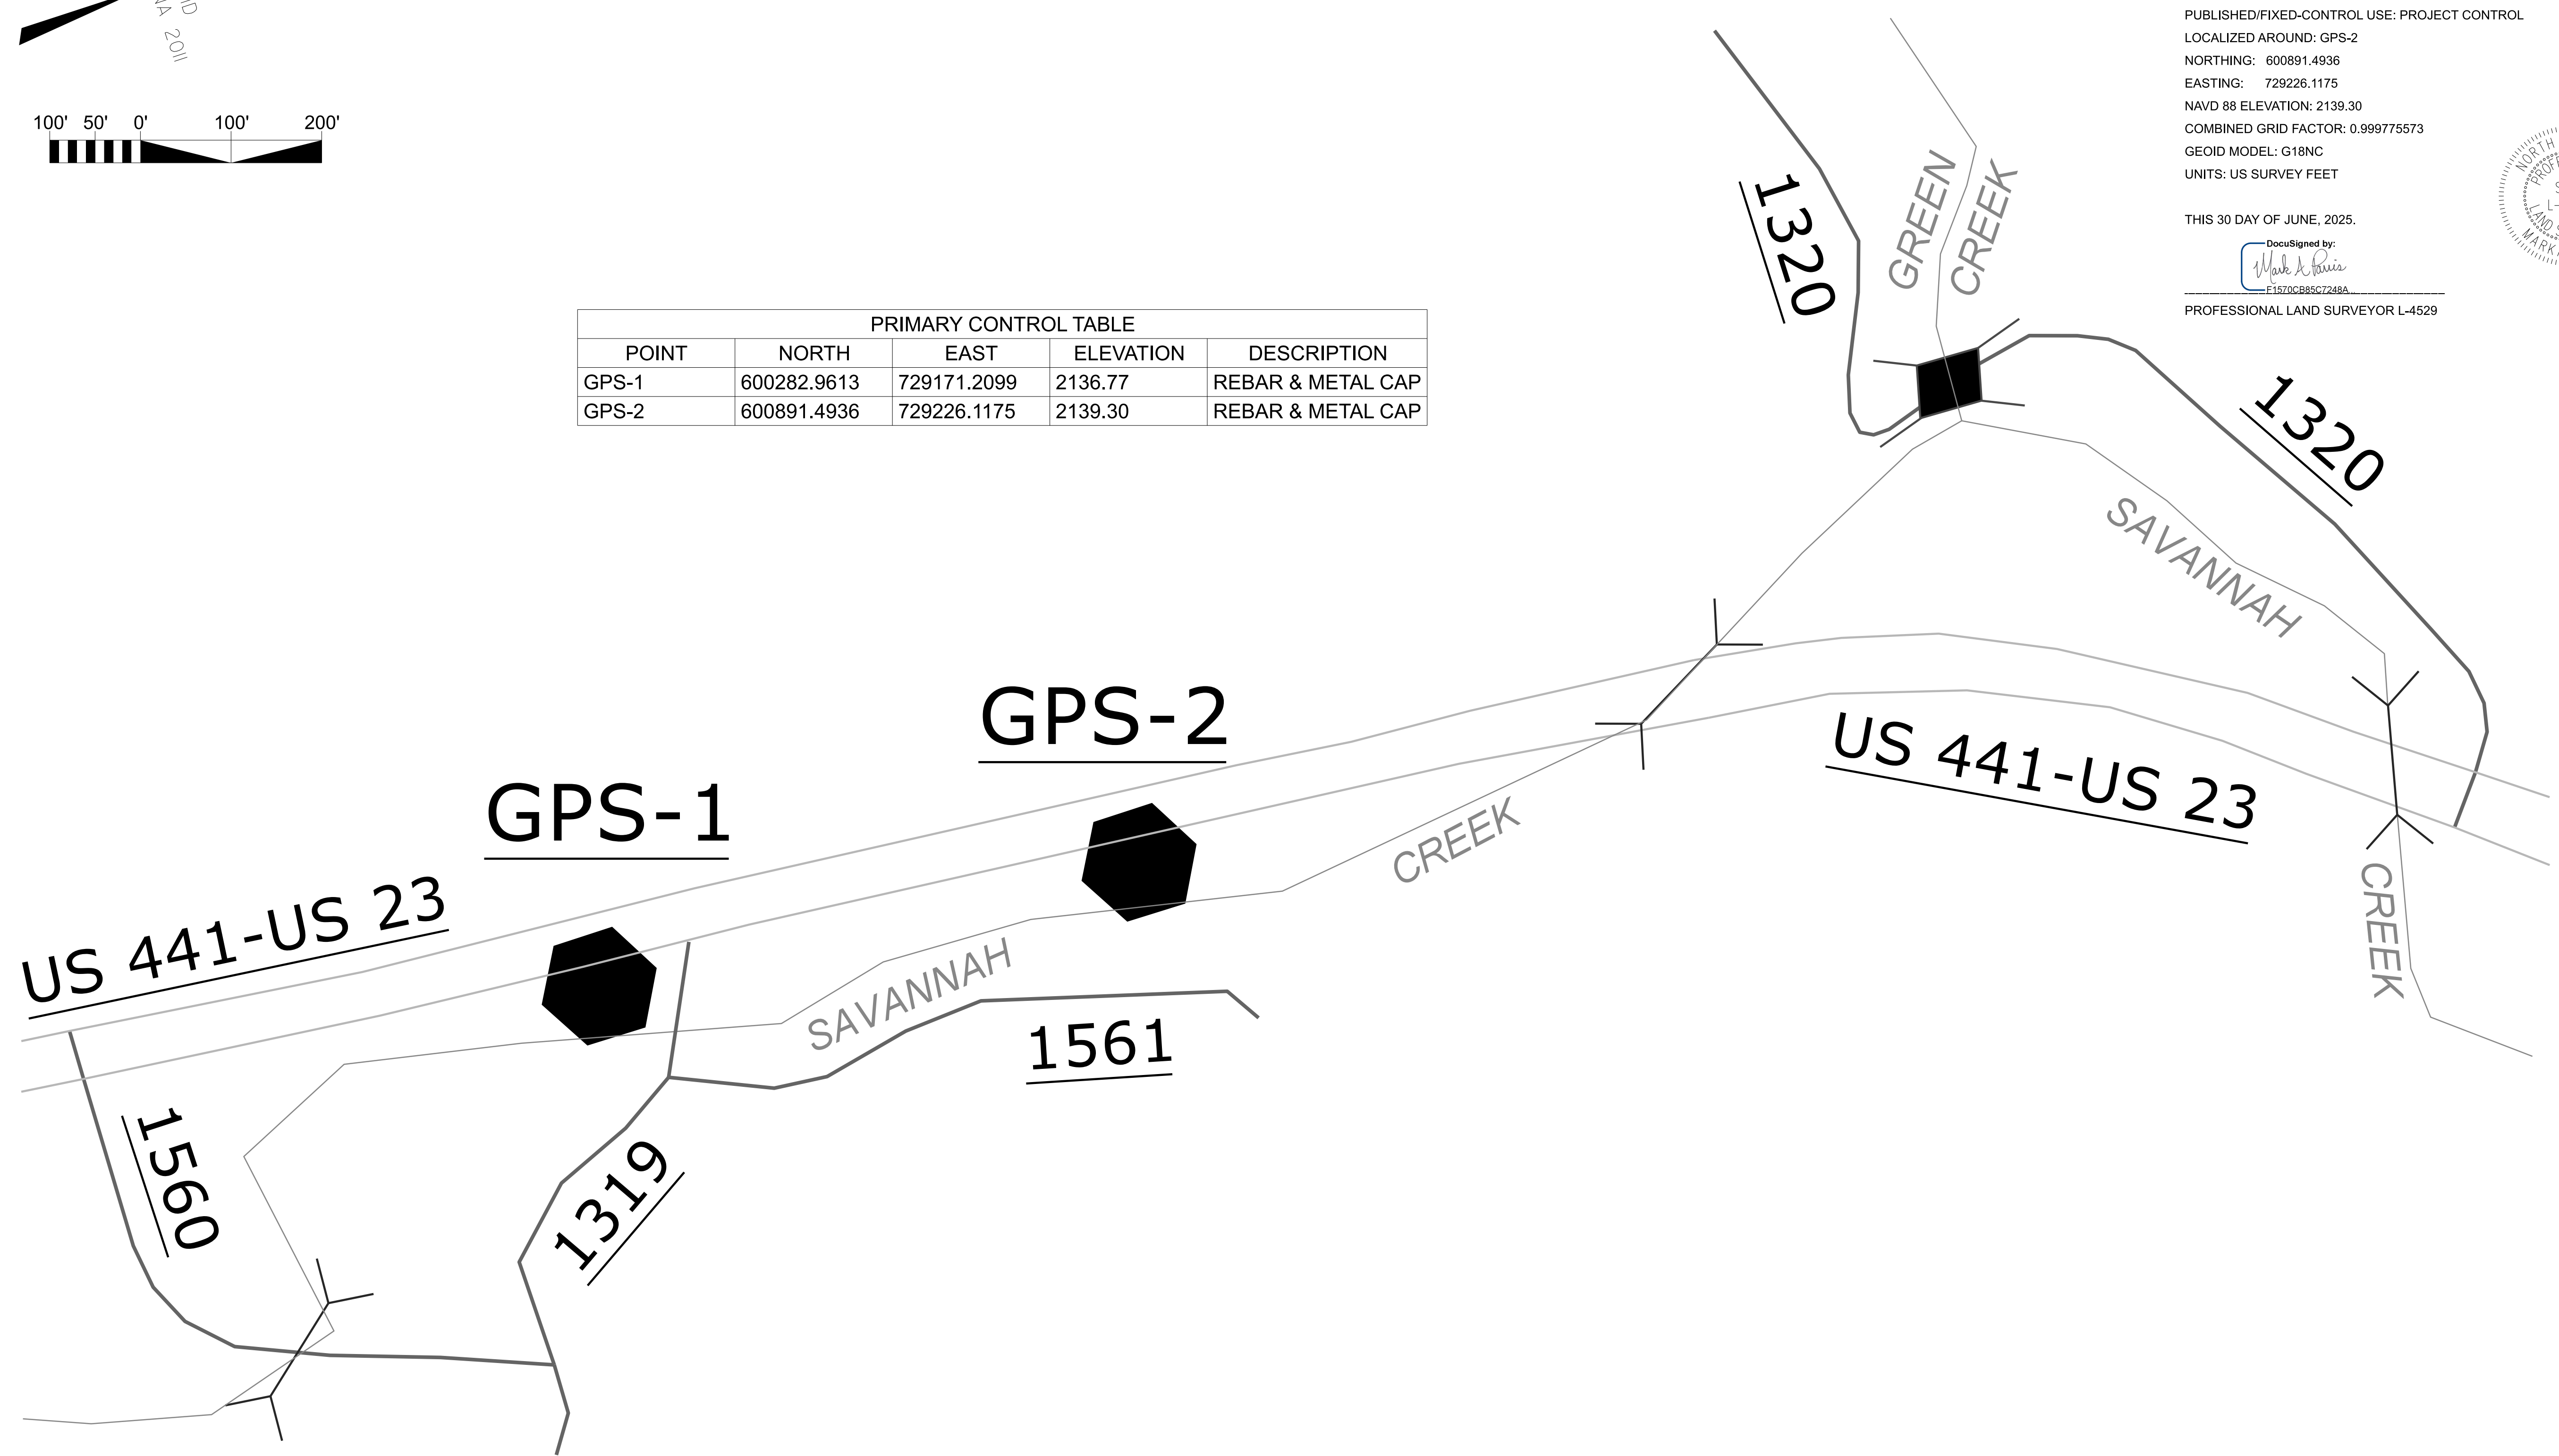 2011
100' 50' 0' 100' 200'
PUBLISHED/FIXED-CONTROL USE: PROJECT CONTROL
LOCALIZED AROUND: GPS-2
NORTHING: 600891.4936
EASTING: 729226.1175
NAVD 88 ELEVATION: 2139.30
COMBINED GRID FACTOR: 0.999775573
GEOID MODEL: G18NC
UNITS: US SURVEY FEET
THIS 30 DAY OF JUNE, 2025.
DocuSigned by:
Mark A Parris
F1570CB85C7248A...
PROFESSIONAL LAND SURVEYOR L-4529
NORTH
PRIMARY CONTROL TABLE
POINT NORTH EAST ELEVATION DESCRIPTION
GPS-1 600282.9613 729171.2099 2136.77 REBAR & METAL CAP
GPS-2 600891.4936 729226.1175 2139.30 REBAR & METAL CAP
1320
GREEN
CREEK
1320
SAVANNAH
CREEK
GPS-2
GPS-1
US 441-US 23
US 441-US 23
SAVANNAH
CREEK
1561
1560
1319